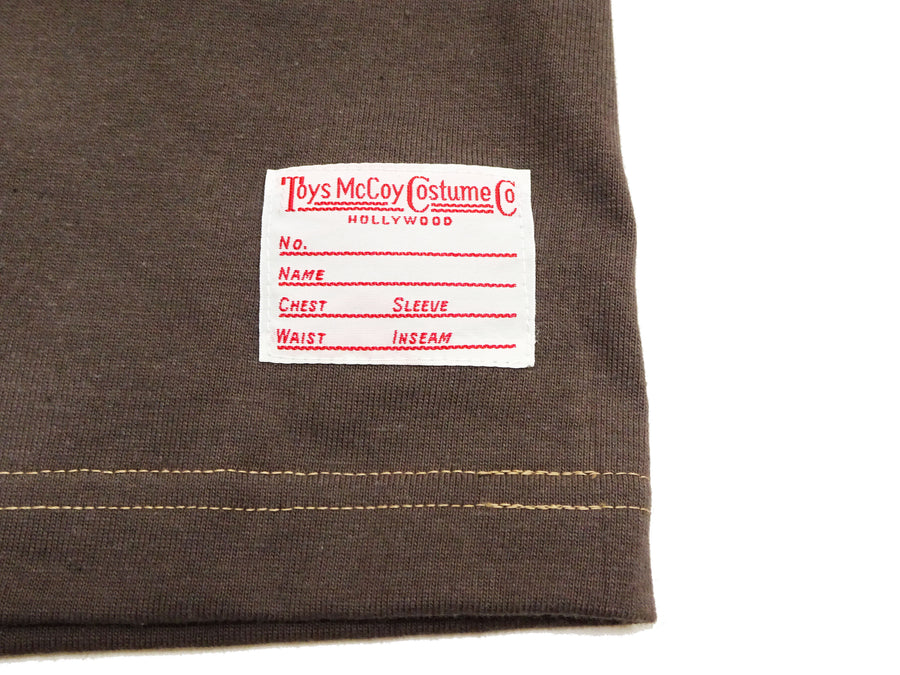 Toys McCoy Costume Co
HOLLYWOOD
No.
NAME
CHEST SLEEVE
WAIST INSEAM